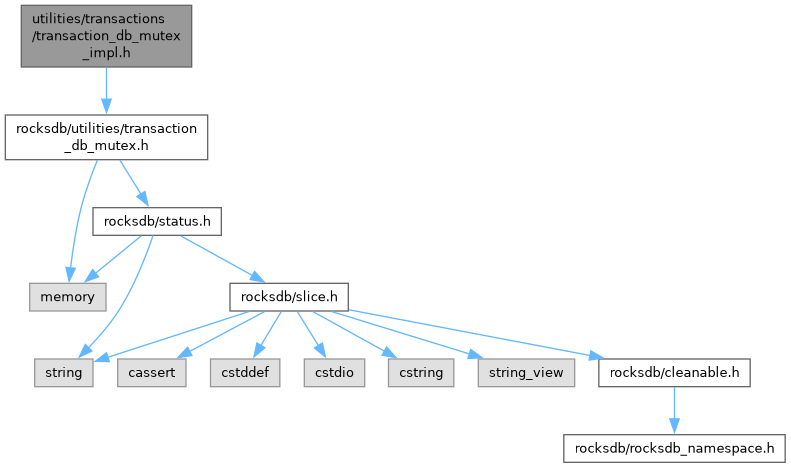 utilities/transactions
/transaction_db_mutex
_impl.h
rocksdb/utilities/transaction
_db_mutex.h
rocksdb/status.h
memory
rocksdb/slice.h
string
cassert
cstddef
cstdio
cstring
string_view
rocksdb/cleanable.h
rocksdb/rocksdb_namespace.h